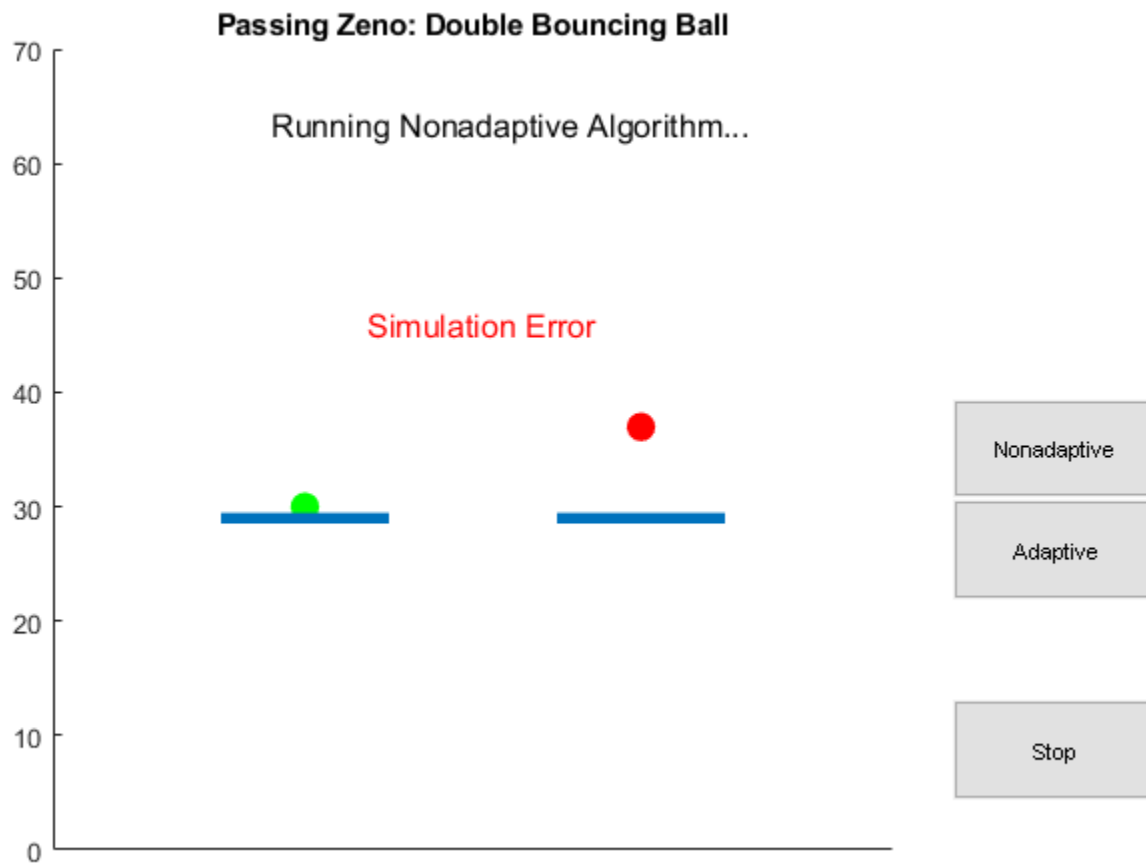 Passing Zeno: Double Bouncing Ball
70
Running Nonadaptive Algorithm...
60
50
Simulation Error
40
Nonadaptive
30
Adaptive
20
10
Stop
0